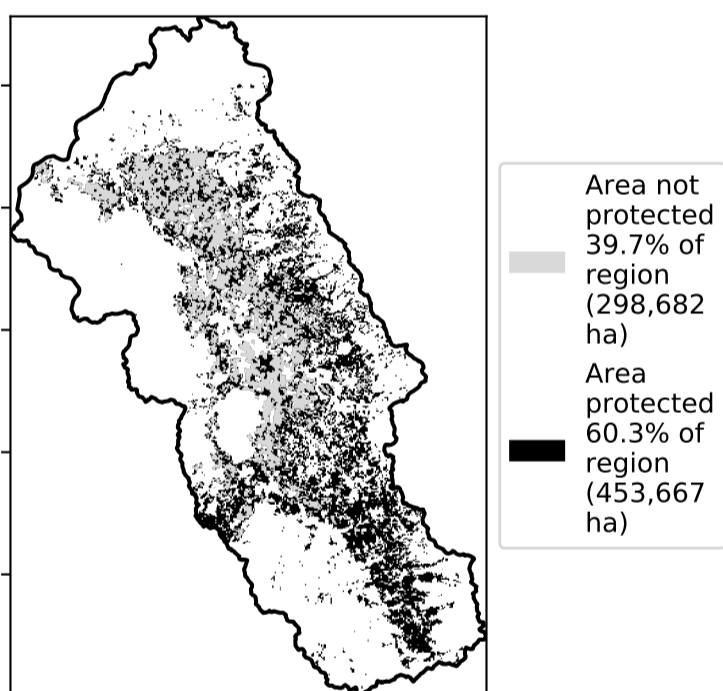 Area not
protected
39.7% of
region
(298,682
ha)
Area
protected
60.3% of
region
(453,667
ha)